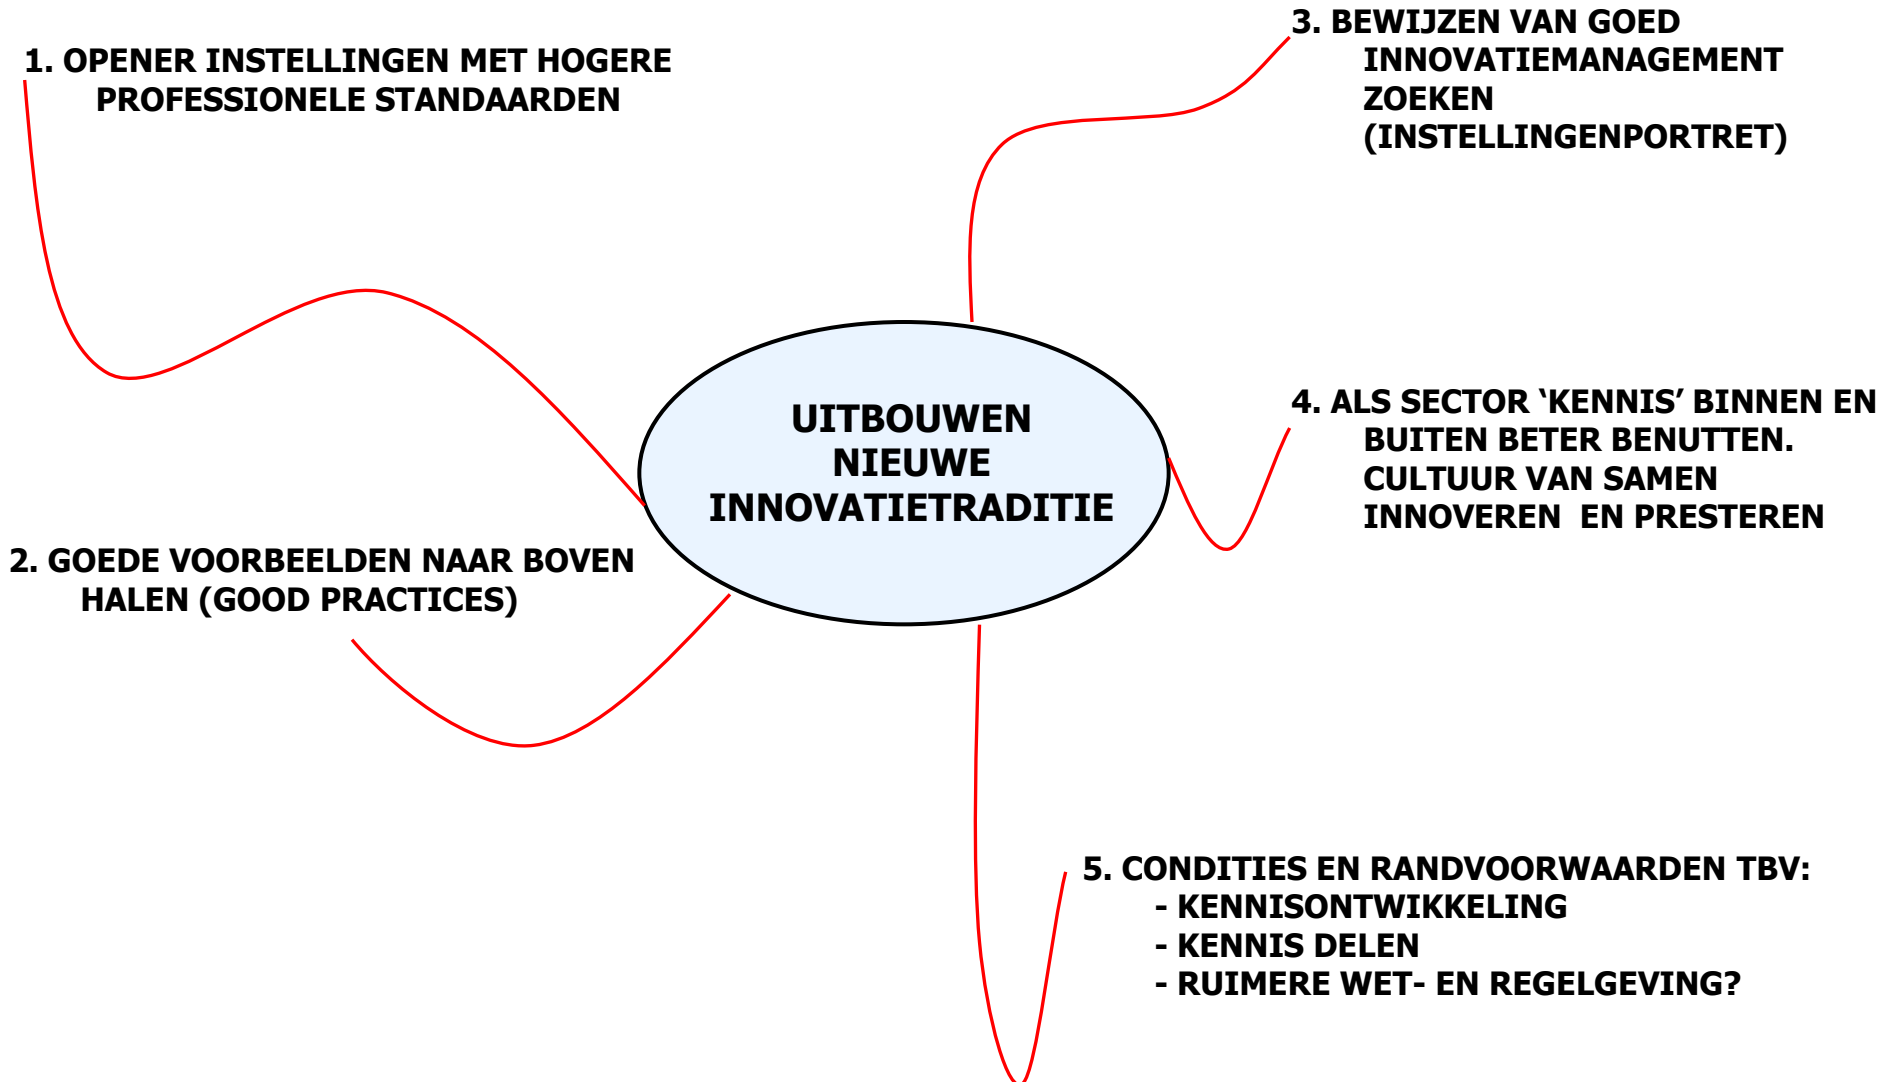 1. OPENER INSTELLINGEN MET HOGERE
PROFESSIONELE STANDAARDEN
2. GOEDE VOORBEELDEN NAAR BOVEN
HALEN (GOOD PRACTICES)
UITBOUWEN
NIEUWE
INNOVATIETRADITIE
3. BEWIJZEN VAN GOED
INNOVATIEMANAGEMENT
ZOEKEN
(INSTELLINGENPORTRET)
4. ALS SECTOR ‘KENNIS’ BINNEN EN
BUITEN BETER BENUTTEN.
CULTUUR VAN SAMEN
INNOVEREN EN PRESTEREN
5. CONDITIES EN RANDVOORWAARDEN TBV:
- KENNISONTWIKKELING
- KENNIS DELEN
- RUIMERE WET- EN REGELGEVING?